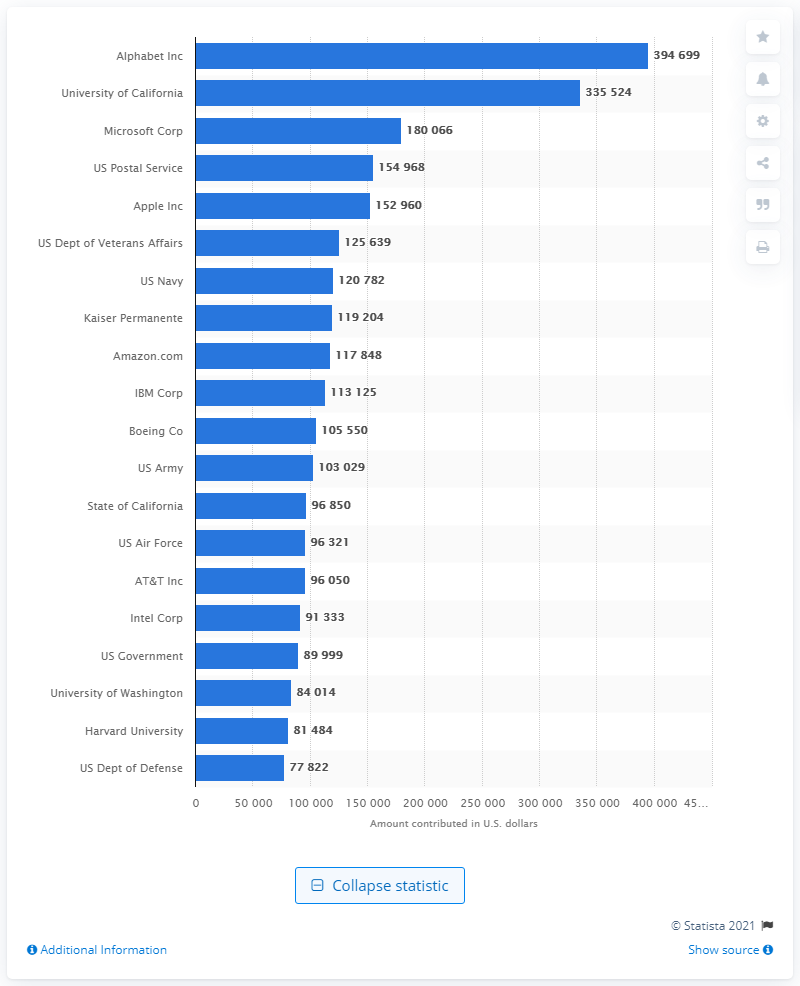 Alphabet Inc 394 699
University of California 335 524
Microsoft Corp 180 066
US Postal Service 154 968
Apple Inc 152 960
US Dept of Veterans Affairs 125 639
US Navy 120 782
Kaiser Permanente 119 204
Amazon.com 117 848
IBM Corp 113 125
Boeing Co 105 550
US Army 103 029
State of California 96 850
US Air Force 96 321
AT&T Inc 96 050
Intel Corp 91 333
US Government 89 999
University of Washington 84 014
Harvard University 81 484
US Dept of Defense 77 822
0 50 000 100 000 150 000 200 000 250 000 300 000 350 000 400 000 45...
Amount contributed in U.S. dollars
Collapse statistic
© Statista 2021
Additional Information Show source